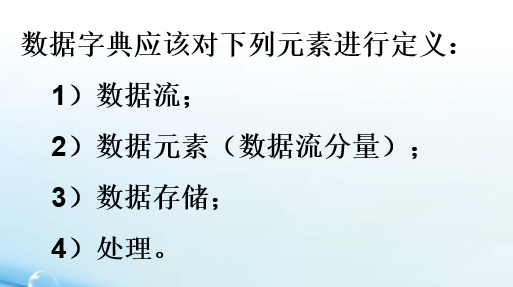 数据字典应该对下列元素进行定义：
1）数据流；
2）数据元素（数据流分量）；
3）数据存储；
4）处理。